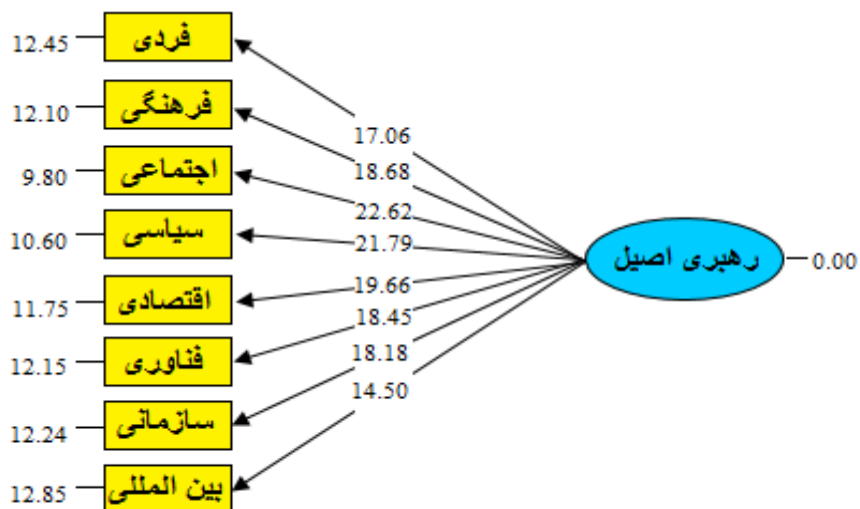 12.45 فردی
12.10 فرهنگی
9.80 اجتماعی
10.60 سیاسی
11.75 اقتصادی
12.15 فناوری
12.24 سازمانی
12.85 بین المللی
17.06
18.68
22.62
21.79
19.66
18.45
18.18
14.50
رهبری اصیل 0.00